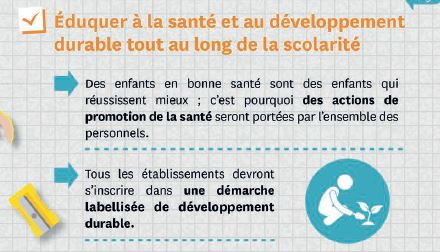 Éduquer à la santé et au développement
durable tout au long de la scolarité
Des enfants en bonne santé sont des enfants qui
réussissent mieux ; c'est pourquoi des actions de
promotion de la santé seront portées par l'ensemble des
personnels.
Tous les établissements devront
s'inscrire dans une démarche
labellisée de développement
durable.